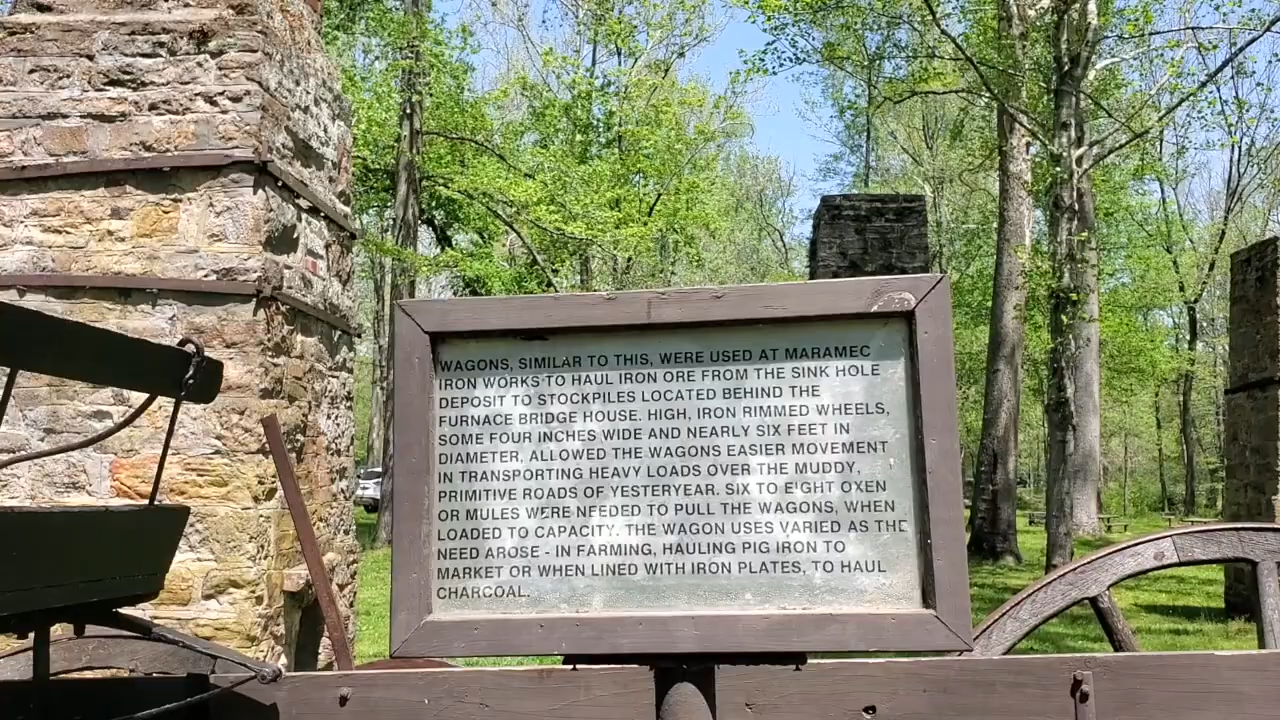 WAGONS, SIMILAR TO THIS, WERE USED AT MARAMEC
IRON WORKS TO HAUL IRON ORE FROM THE SINK HOLE
DEPOSIT TO STOCKPILES LOCATED BEHIND THE
FURNACE BRIDGE HOUSE. HIGH, IRON RIMMED WHEELS,
SOME FOUR INCHES WIDE AND NEARLY SIX FEET IN
DIAMETER, ALLOWED THE WAGONS EASIER MOVEMENT
IN TRANSPORTING HEAVY LOADS OVER THE MUDDY,
PRIMITIVE ROADS OF YESTERYEAR. SIX TO EIGHT OXEN
OR MULES WERE NEEDED TO PULL THE WAGONS, WHEN
LOADED TO CAPACITY. THE WAGON USES VARIED AS THE
NEED AROSE - IN FARMING, HAULING PIG IRON TO
MARKET OR WHEN LINED WITH IRON PLATES, TO HAUL
CHARCOAL.